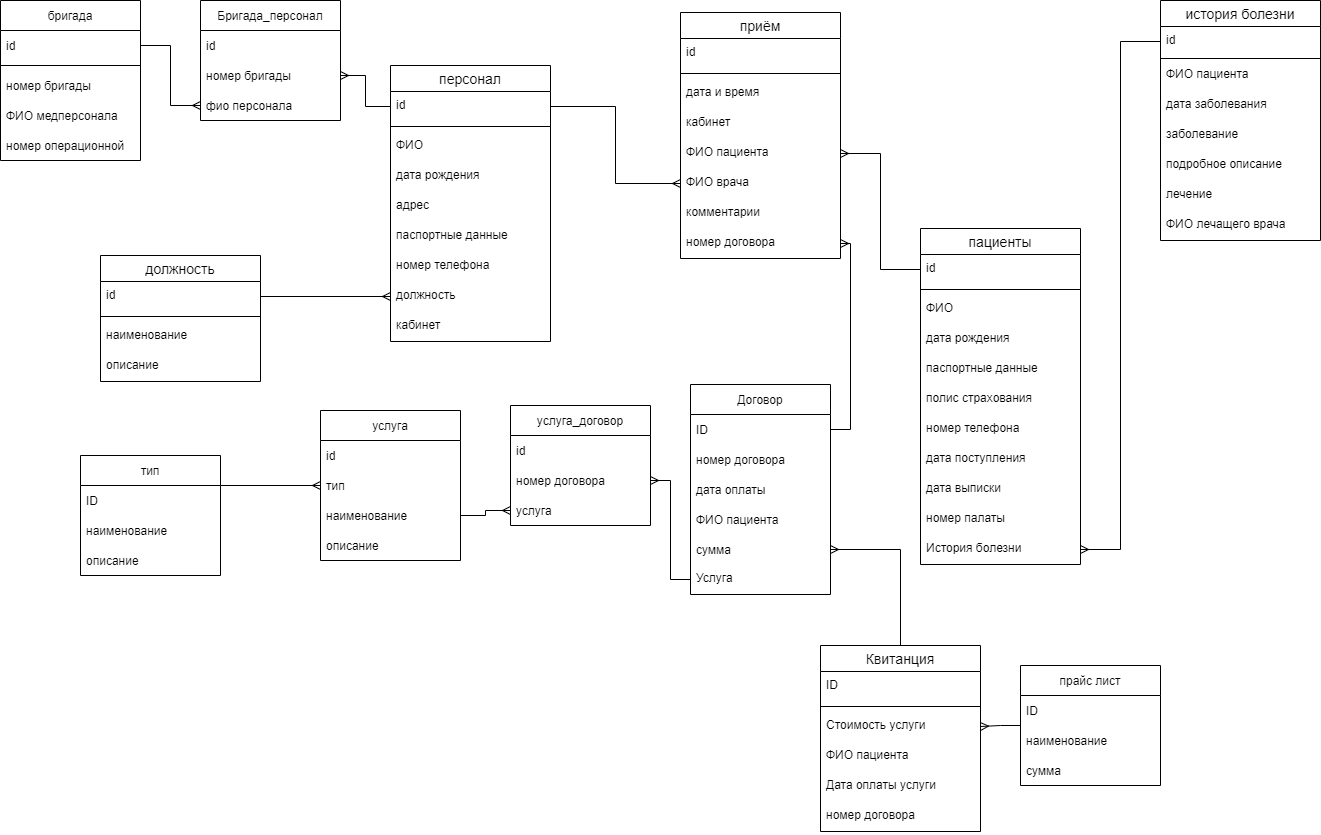 бригада
id
номер бригады
ФИО медперсонала
номер операционной
Бригада_персонал
id
номер бригады
фио персонала
персонал
id
ФИО
дата рождения
адрес
паспортные данные
номер телефона
должность
кабинет
приём
id
дата и время
кабинет
ФИО пациента
ФИО врача
комментарии
номер договора
история болезни
id
ФИО пациента
дата заболевания
заболевание
подробное описание
лечение
ФИО лечащего врача
пациенты
id
ФИО
дата рождения
паспортные данные
полис страхования
номер телефона
дата поступления
дата выписки
номер палаты
История болезни
должность
id
наименование
описание
тип
ID
наименование
описание
услуга
id
тип
наименование
описание
услуга_договор
id
номер договора
услуга
Договор
ID
номер договора
дата оплаты
ФИО пациента
сумма
Услуга
Квитанция
ID
Стоимость услуги
ФИО пациента
Дата оплаты услуги
номер договора
прайс лист
ID
наименование
сумма